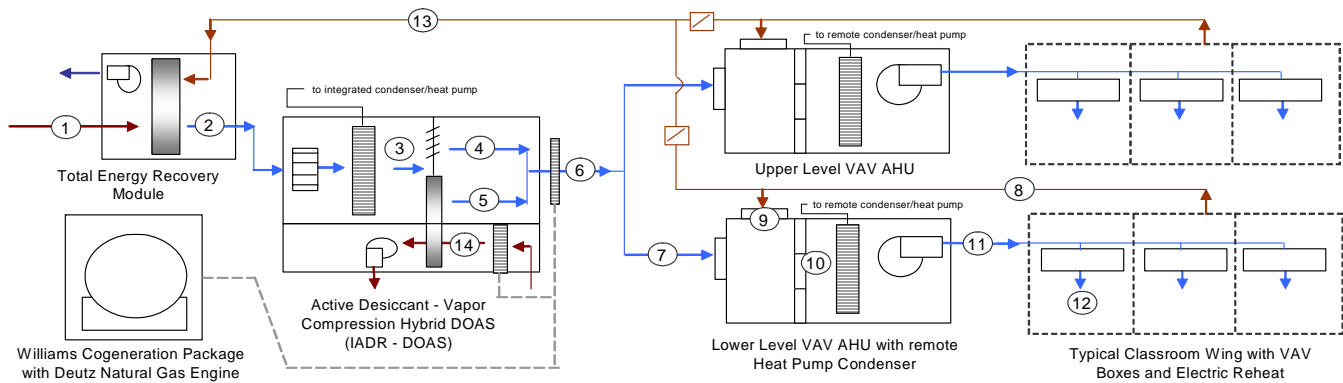 13
to remote condenser/heat pump
to integrated condenser/heat pump
1
2
3
4
5
6
Total Energy Recovery
Module
Upper Level VAV AHU
8
9
to remote condenser/heat pump
7
10
11
12
14
Active Desiccant - Vapor
Compression Hybrid DOAS
(IADR - DOAS)
Williams Cogeneration Package
with Deutz Natural Gas Engine
Lower Level VAV AHU with remote
Heat Pump Condenser
Typical Classroom Wing with VAV
Boxes and Electric Reheat